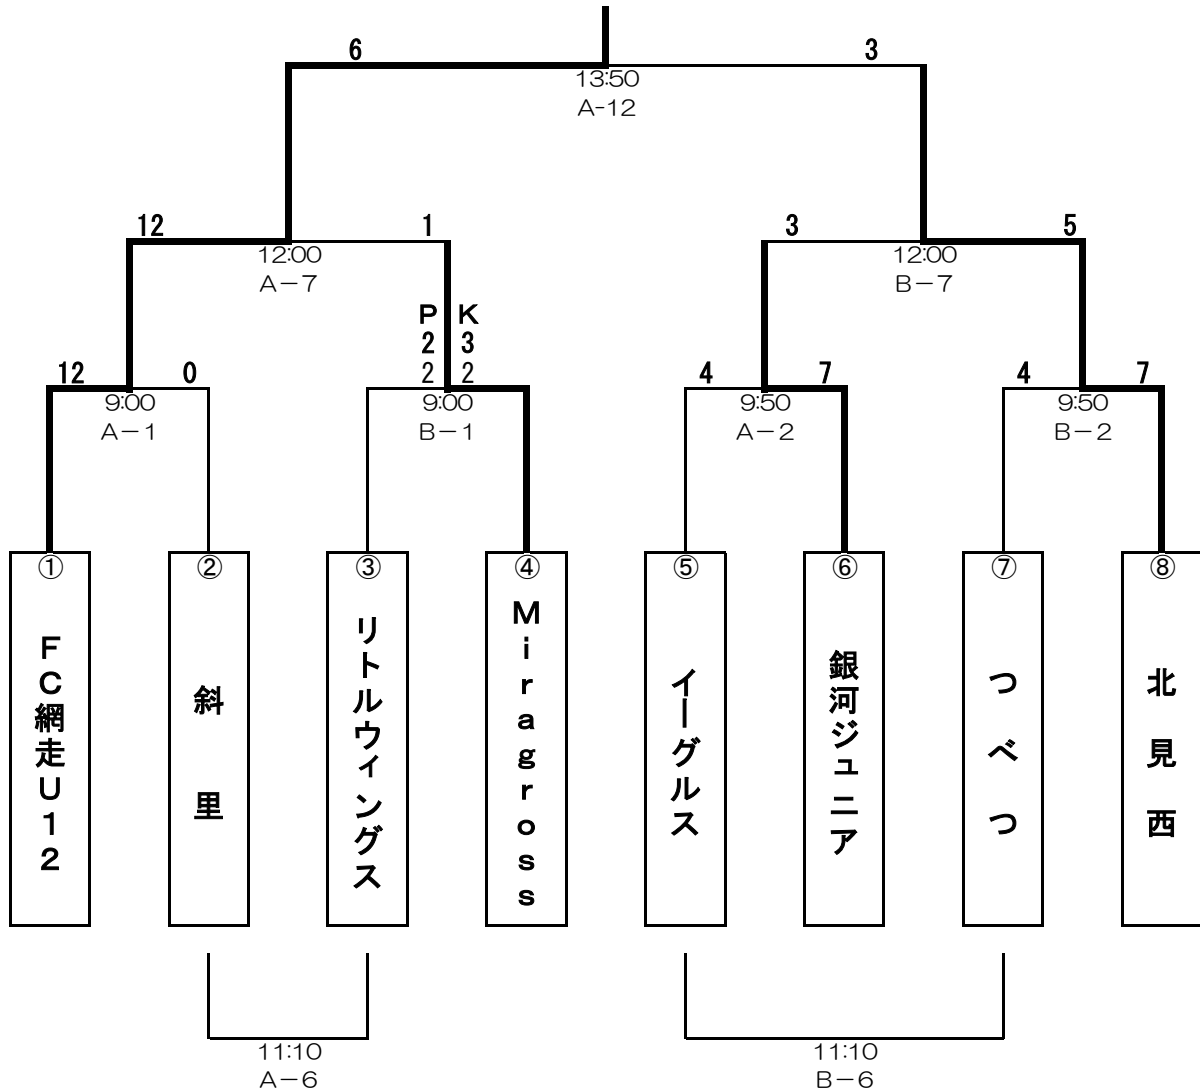 6 3
13:50
A-12
12 1 3 5
12:00 12:00
A-7 B-7
P K
2 3
12 0 2 2 4 7 4 7
9:00 9:00 9:50 9:50
A-1 B-1 A-2 B-2
① ② ③ ④ ⑤ ⑥ ⑦ ⑧
FC網走U12
斜里
リトルウィングス
Miragross
イーグルス
銀河ジュニア
つべつ
北見西
11:10 11:10
A-6 B-6